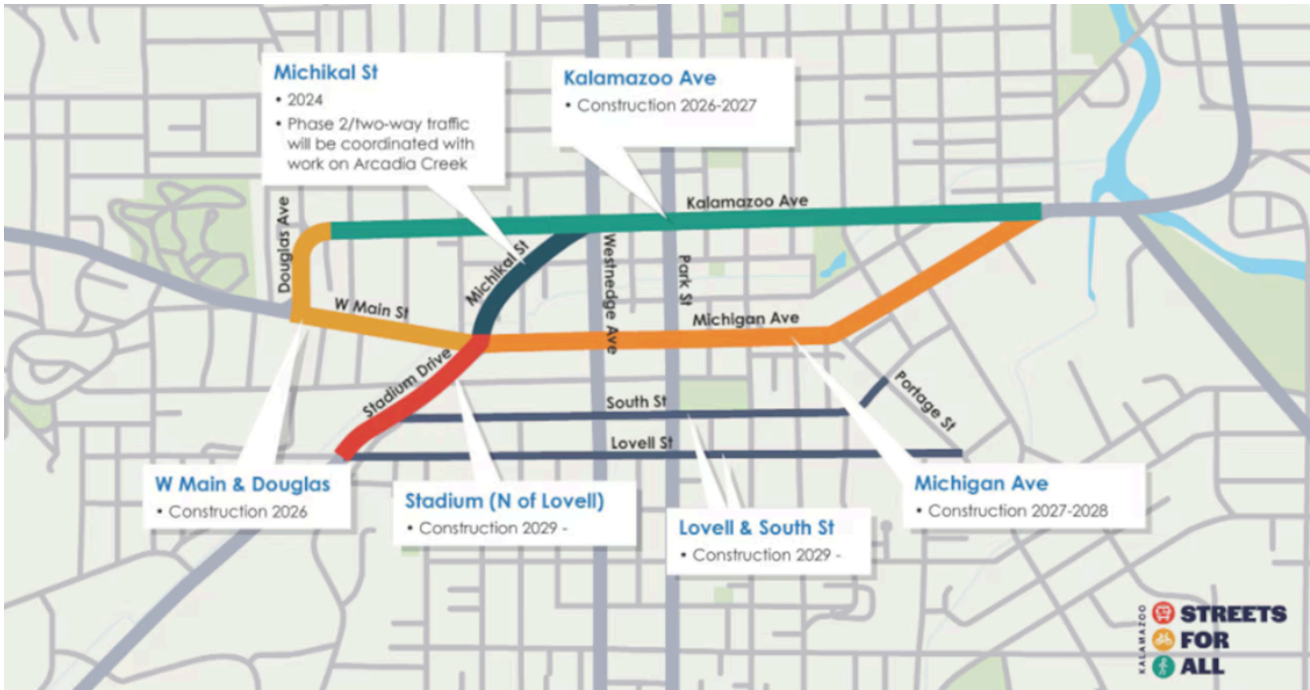 Michikal St
• 2024
• Phase 2/two-way traffic
will be coordinated with
work on Arcadia Creek
Kalamazoo Ave
• Construction 2026-2027
Kalamazoo Ave
Douglas Ave
Michikal St
Westnedge Ave
Park St
W Main St
Michigan Ave
Stadium Drive
South St
Portage St
Lovell St
W Main & Douglas
• Construction 2026
Stadium (N of Lovell)
• Construction 2029 -
Lovell & South St
• Construction 2029 -
Michigan Ave
• Construction 2027-2028
KALAMAZOO
STREETS
FOR
ALL